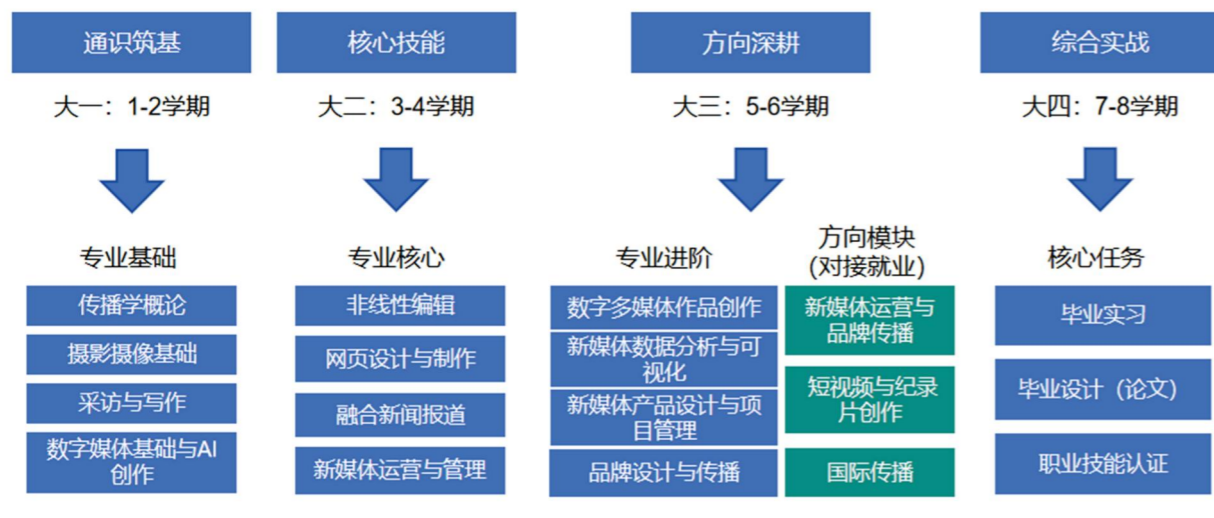 通识筑基
核心技能
方向深耕
综合实战
大一：1-2学期
大二：3-4学期
大三：5-6学期
大四：7-8学期
专业基础
传播学概论
摄影摄像基础
采访与写作
数字媒体基础与AI
创作
专业核心
非线性编辑
网页设计与制作
融合新闻报道
新媒体运营与管理
专业进阶
数字多媒体作品创作
新媒体数据分析与可
视化
新媒体产品设计与项
目管理
品牌设计与传播
方向模块
(对接就业)
新媒体运营与
品牌传播
短视频与纪录
片创作
国际传播
核心任务
毕业实习
毕业设计（论文）
职业技能认证